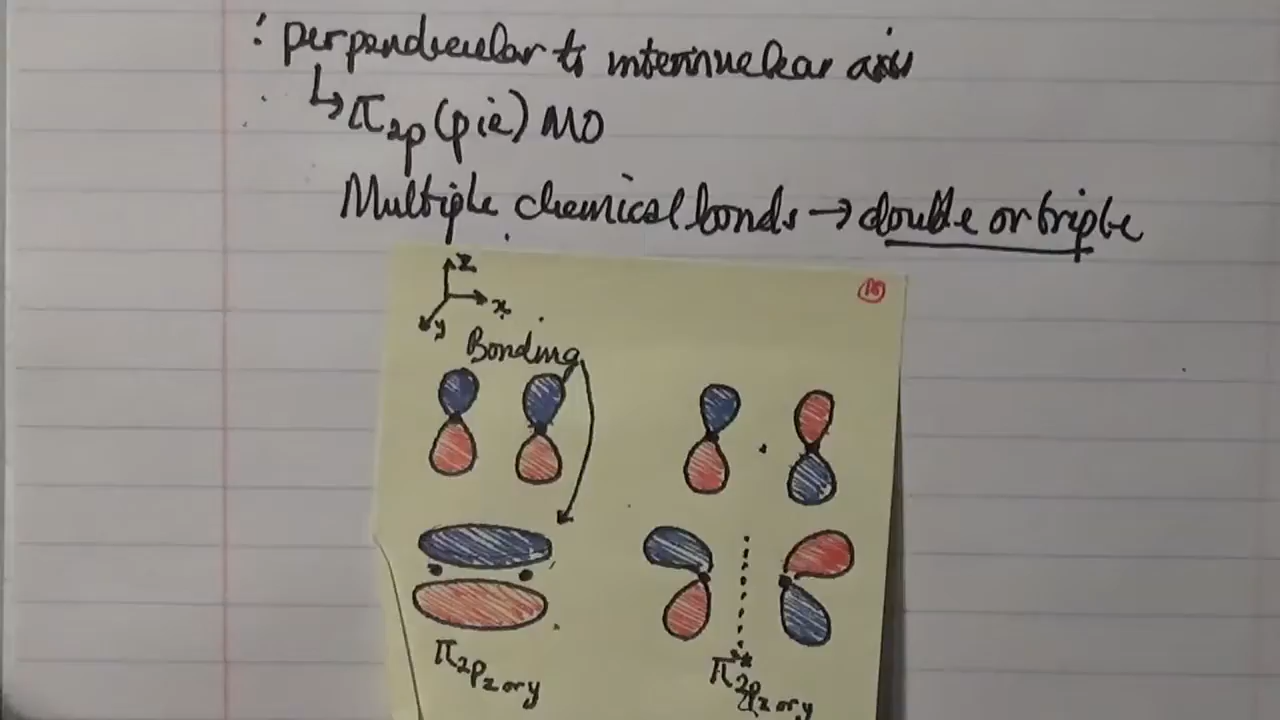 : perpendicular to internuclear axis
↳ π2p (pie) MO
Multiple chemical bonds → double or triple
z
x
y
Bonding
π2pz or y
π*2pz or y